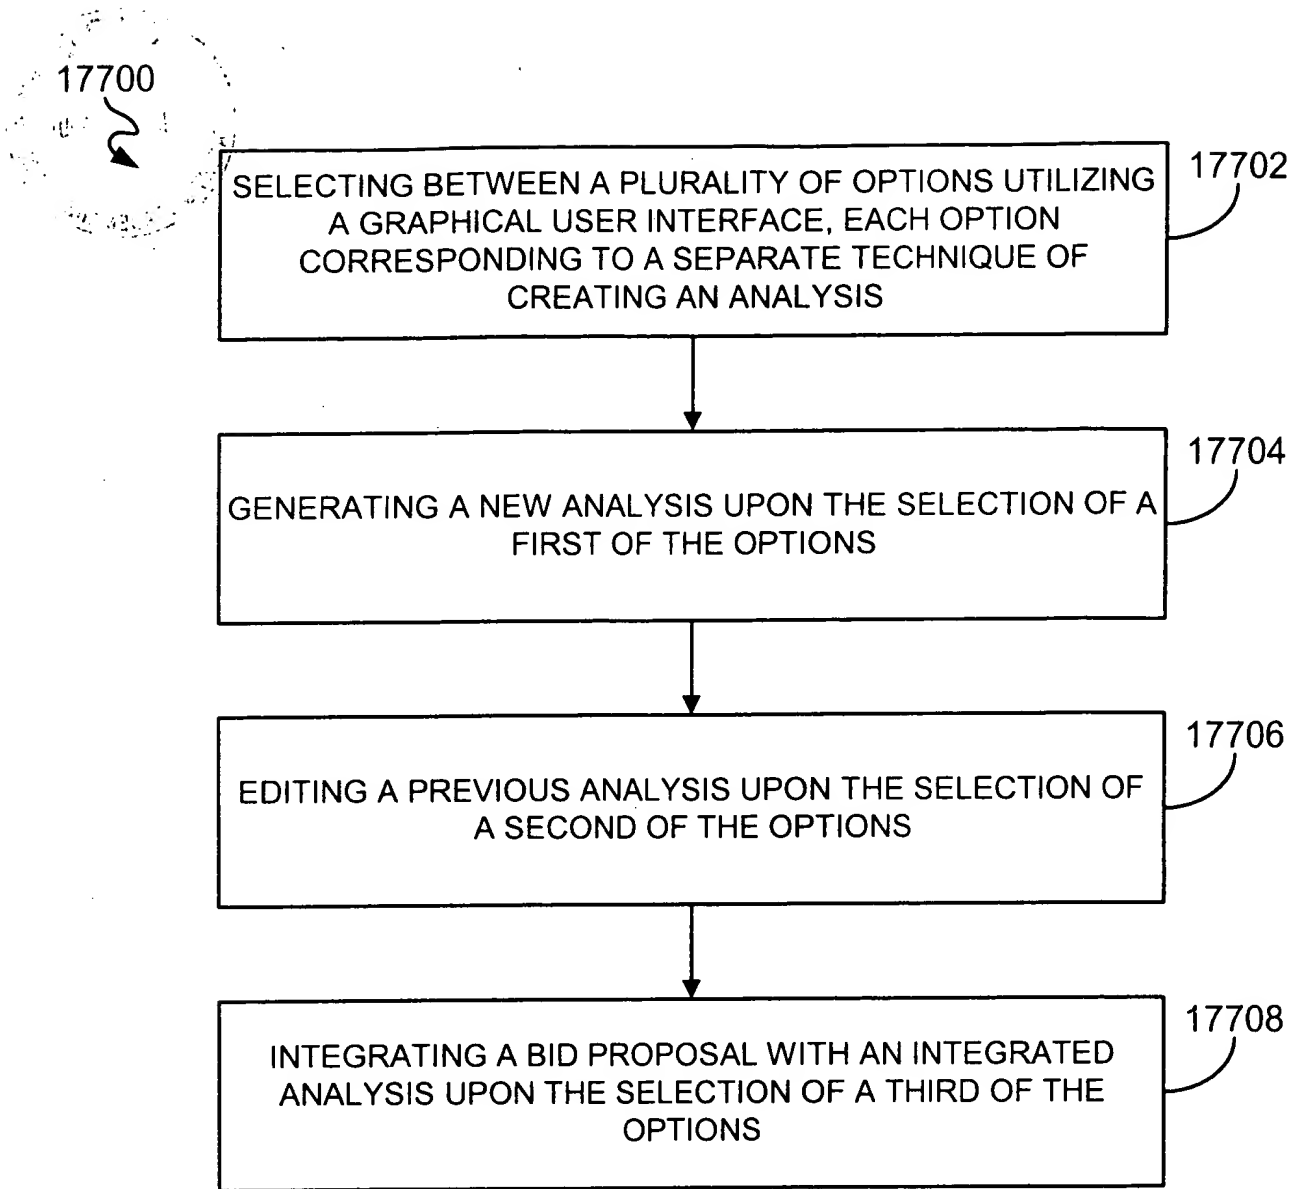 17700
17702
SELECTING BETWEEN A PLURALITY OF OPTIONS UTILIZING
A GRAPHICAL USER INTERFACE, EACH OPTION
CORRESPONDING TO A SEPARATE TECHNIQUE OF
CREATING AN ANALYSIS
17704
GENERATING A NEW ANALYSIS UPON THE SELECTION OF A
FIRST OF THE OPTIONS
17706
EDITING A PREVIOUS ANALYSIS UPON THE SELECTION OF
A SECOND OF THE OPTIONS
17708
INTEGRATING A BID PROPOSAL WITH AN INTEGRATED
ANALYSIS UPON THE SELECTION OF A THIRD OF THE
OPTIONS